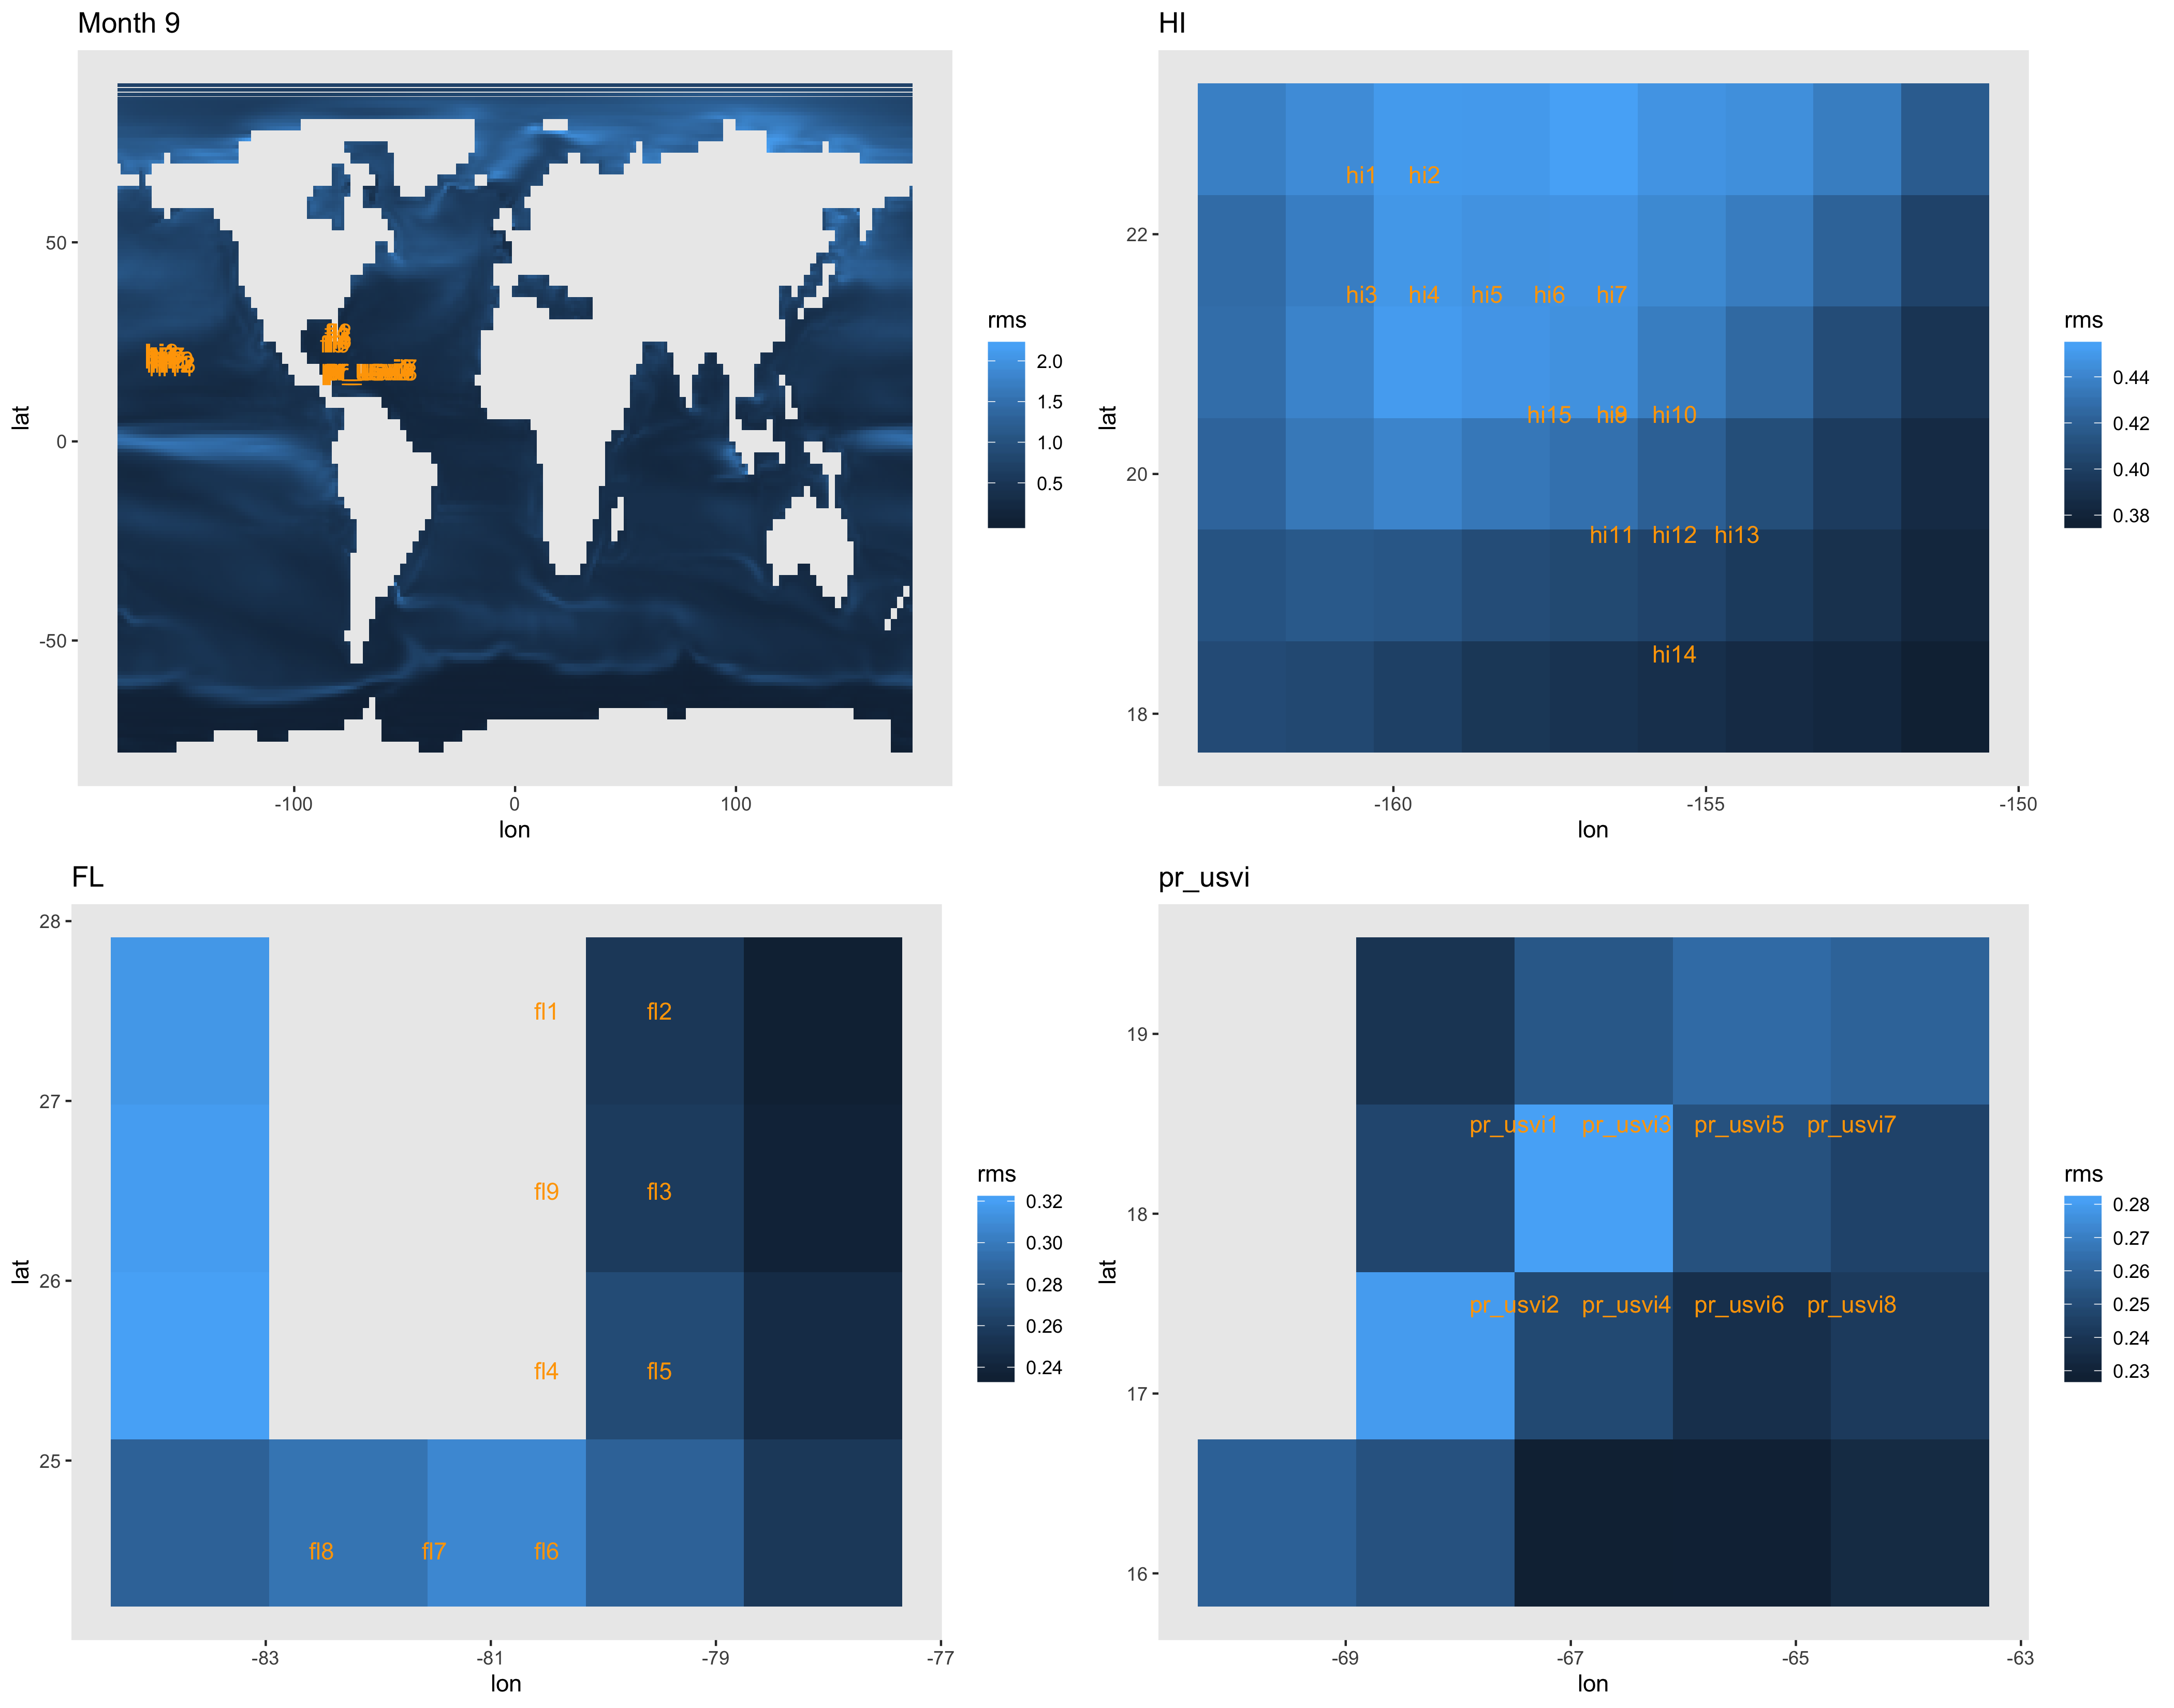 Month 9
50
0
-50
lat
-100
0
100
lon
rms
2.0
1.5
1.0
0.5
HI
hi1 hi2
hi3 hi4 hi5 hi6 hi7
hi15 hi10
hi11 hi12 hi13
hi14
22
20
18
lat
-160
-155
-150
lon
rms
0.44
0.42
0.40
0.38
FL
fl1 fl2
fl9 fl3
fl4 fl5
fl8 fl7 fl6
28
27
26
25
lat
-83
-81
-79
-77
lon
rms
0.32
0.30
0.28
0.26
0.24
pr_usvi
pr_usvi1 pr_usvi3 pr_usvi5 pr_usvi7
pr_usvi2 pr_usvi4 pr_usvi6 pr_usvi8
19
18
17
16
lat
-69
-67
-65
-63
lon
rms
0.28
0.27
0.26
0.25
0.24
0.23